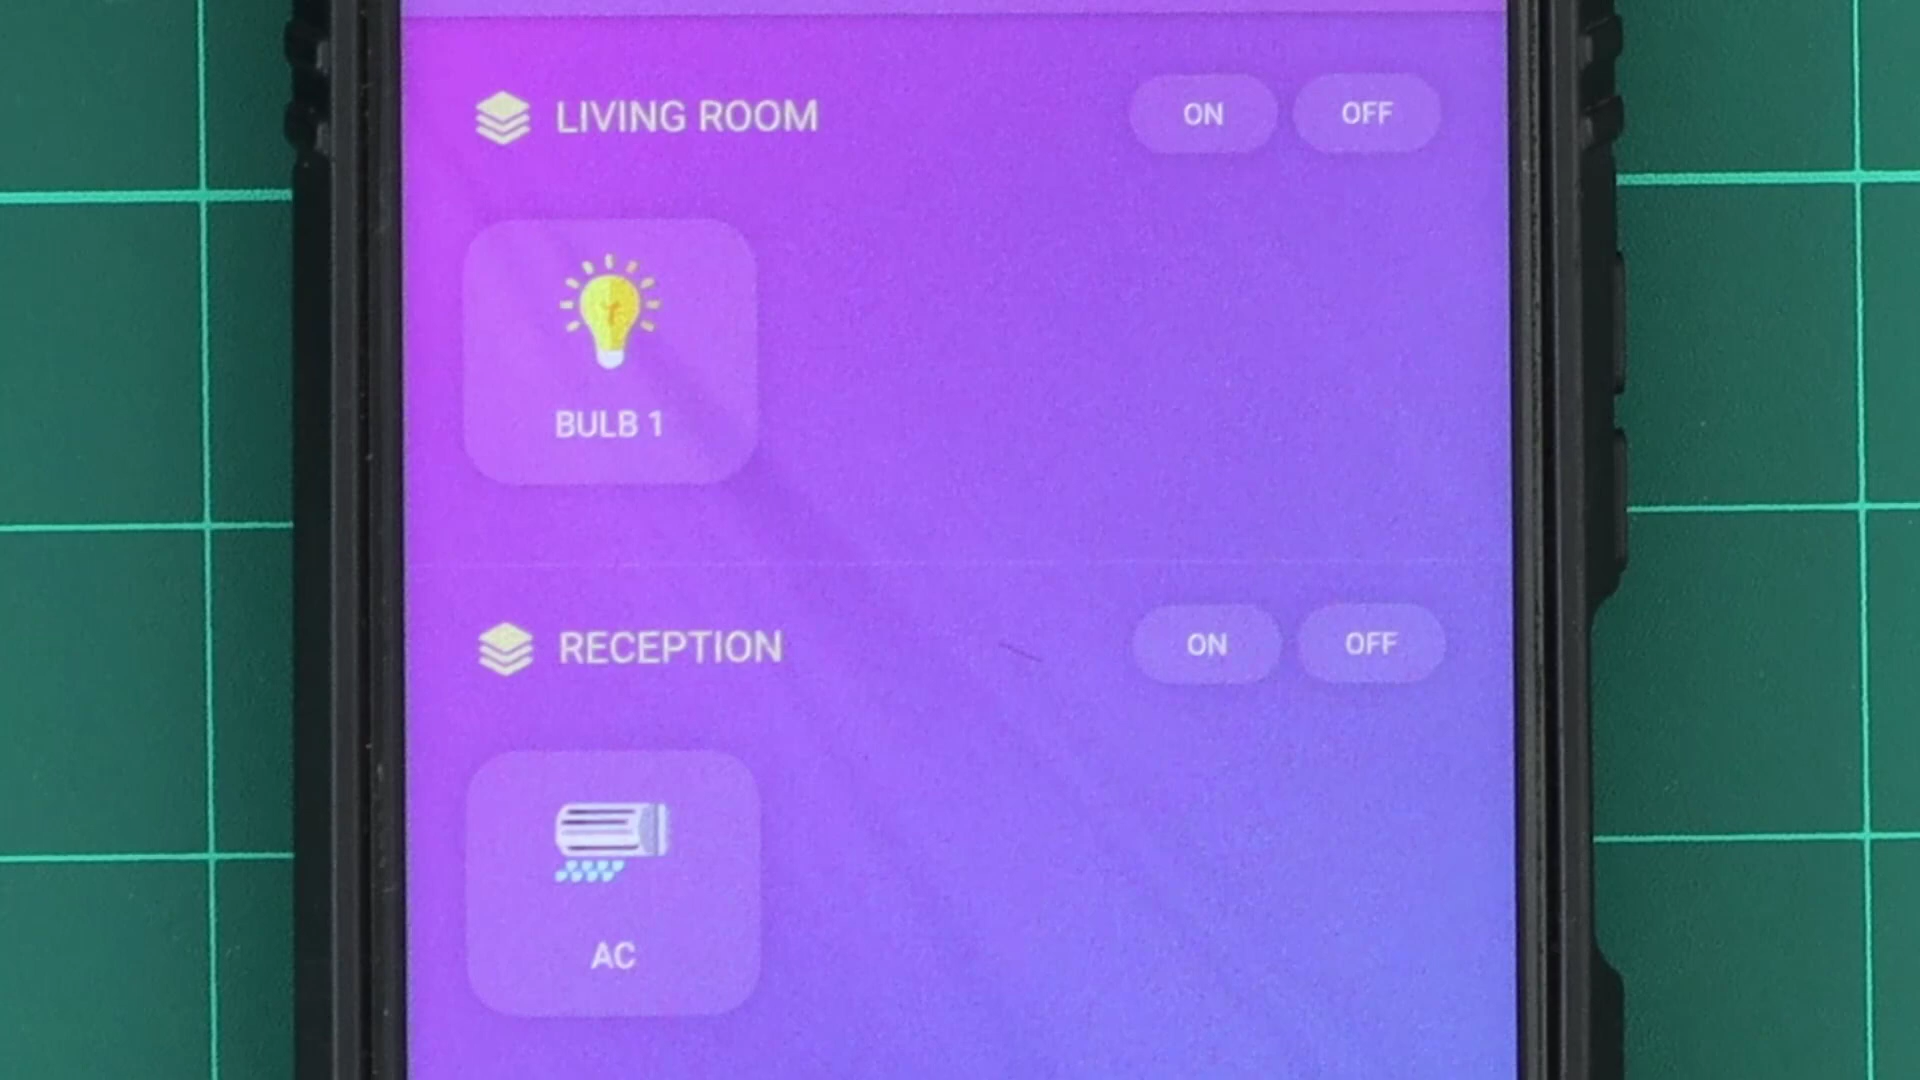 LIVING ROOM
ON
OFF
BULB 1
RECEPTION
ON
OFF
AC